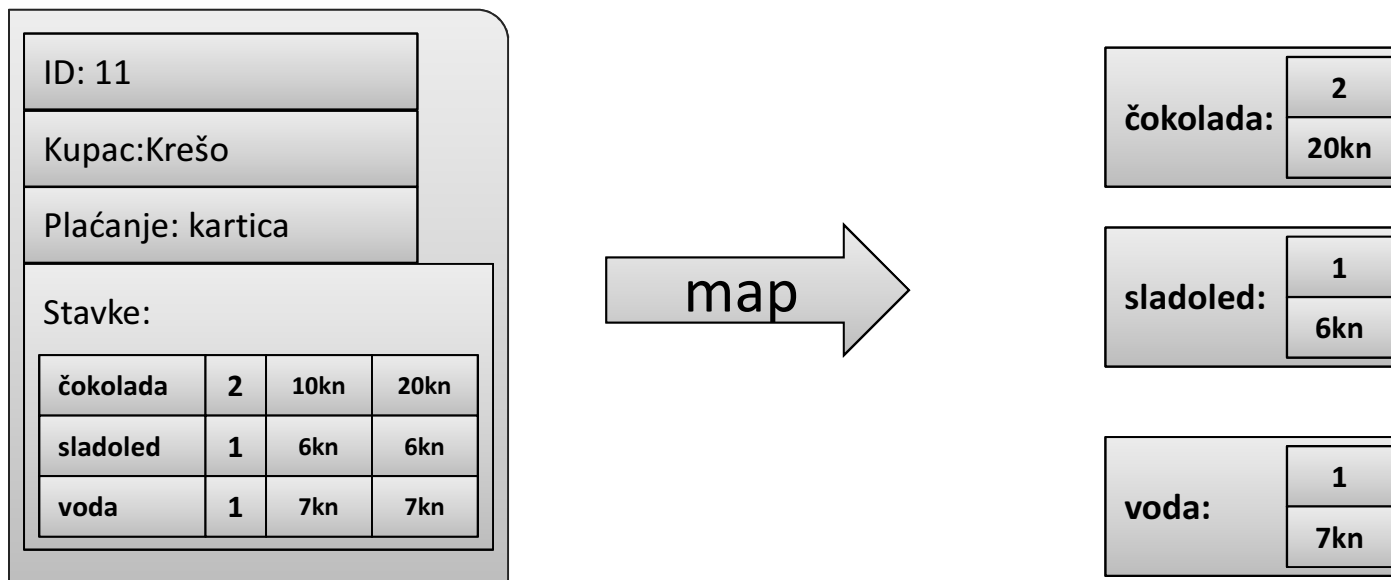 ID: 11
Kupac:Krešo
Plaćanje: kartica
Stavke:
čokolada 2 10kn 20kn
sladoled 1 6kn 6kn
voda 1 7kn 7kn
map
čokolada: 2
20kn
sladoled: 1
6kn
voda: 1
7kn